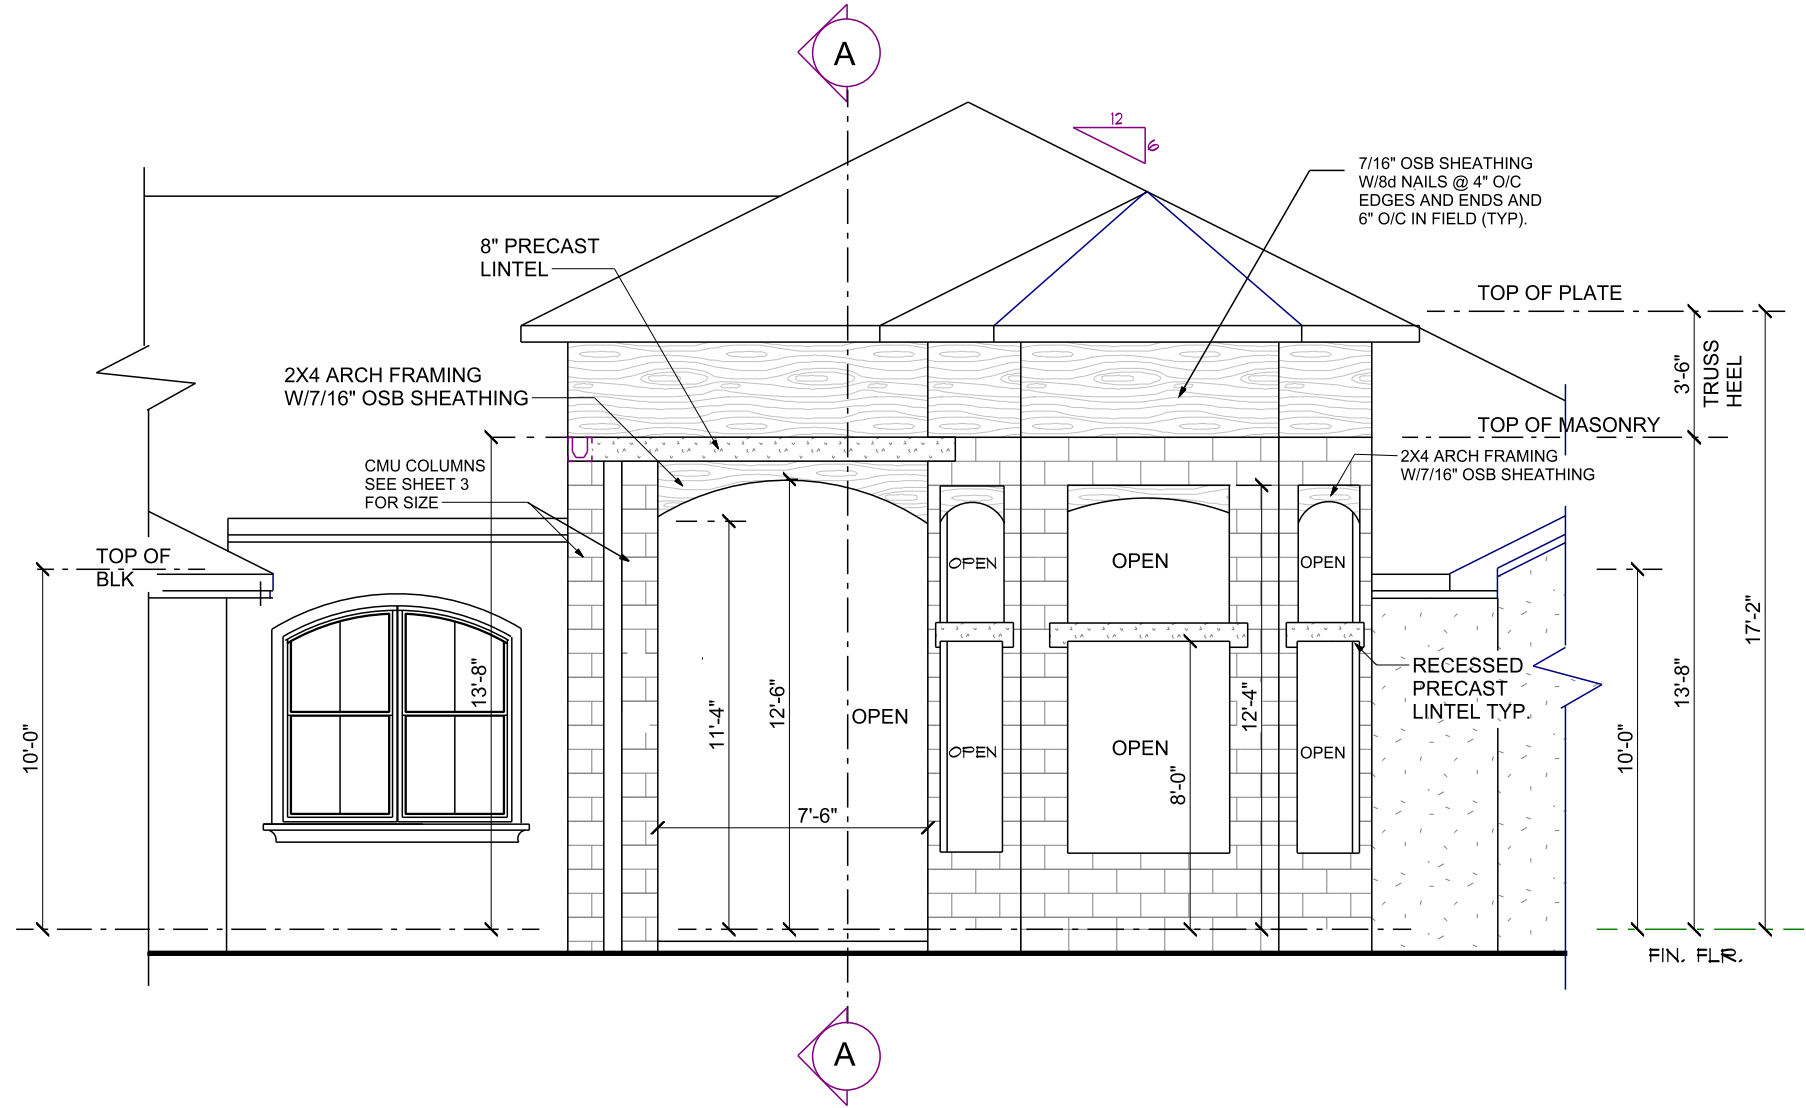 A
12
6
7/16" OSB SHEATHING
W/8d NAILS @ 4" O/C
EDGES AND ENDS AND
6" O/C IN FIELD (TYP).
8" PRECAST
LINTEL
TOP OF PLATE
2X4 ARCH FRAMING
W/7/16" OSB SHEATHING
3'-6"
TRUSS
HEEL
TOP OF MASONRY
2X4 ARCH FRAMING
W/7/16" OSB SHEATHING
CMU COLUMNS
SEE SHEET 3
FOR SIZE
TOP OF
BLK
OPEN
OPEN
OPEN
17'-2"
RECESSED
PRECAST
LINTEL TYP.
13'-8"
13'-8"
12'-6"
11'-4"
12'-4"
OPEN
10'-0"
10'-0"
OPEN
OPEN
OPEN
8'-0"
7'-6"
FIN. FLR.
A